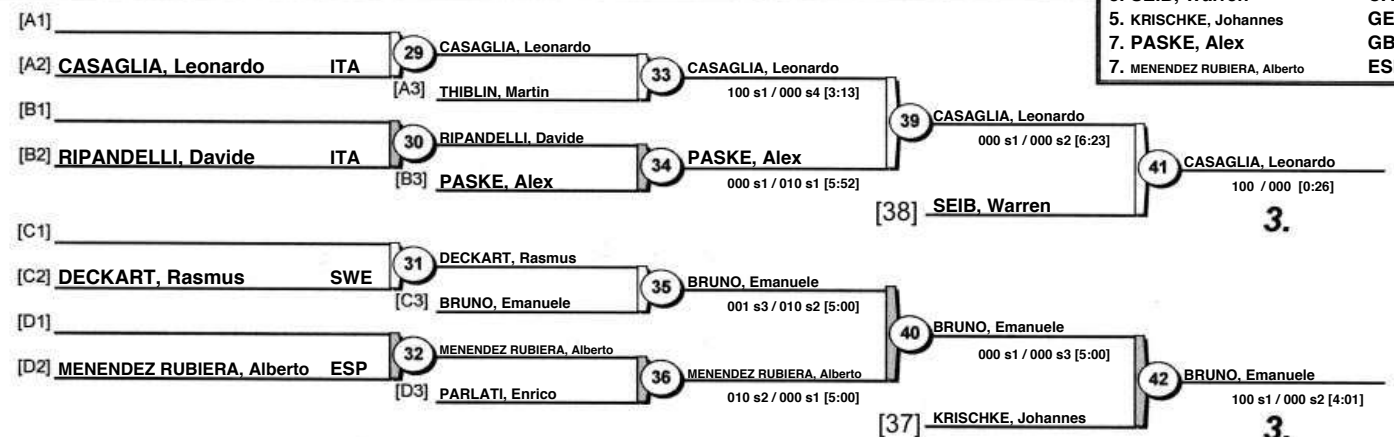 5. KRISCHKE, Johannes GE
7. PASKE, Alex GB
7. MENENDEZ RUBIERA, Alberto ES
[A1]
[A2] CASAGLIA, Leonardo ITA
29
CASAGLIA, Leonardo
[A3] THIBLIN, Martin
33
CASAGLIA, Leonardo
100 s1 / 000 s4 [3:13]
[B1]
[B2] RIPANDELLI, Davide ITA
30
RIPANDELLI, Davide
[B3] PASKE, Alex
34
PASKE, Alex
000 s1 / 010 s1 [5:52]
39
CASAGLIA, Leonardo
000 s1 / 000 s2 [6:23]
[38] SEIB, Warren
41
CASAGLIA, Leonardo
100 / 000 [0:26]
3.
[C1]
[C2] DECKART, Rasmus SWE
31
DECKART, Rasmus
[C3] BRUNO, Emanuele
35
BRUNO, Emanuele
001 s3 / 010 s2 [5:00]
[D1]
[D2] MENENDEZ RUBIERA, Alberto ESP
32
MENENDEZ RUBIERA, Alberto
[D3] PARLATI, Enrico
36
MENENDEZ RUBIERA, Alberto
010 s2 / 000 s1 [5:00]
40
BRUNO, Emanuele
000 s1 / 000 s3 [5:00]
[37] KRISCHKE, Johannes
42
BRUNO, Emanuele
100 s1 / 000 s2 [4:01]
3.